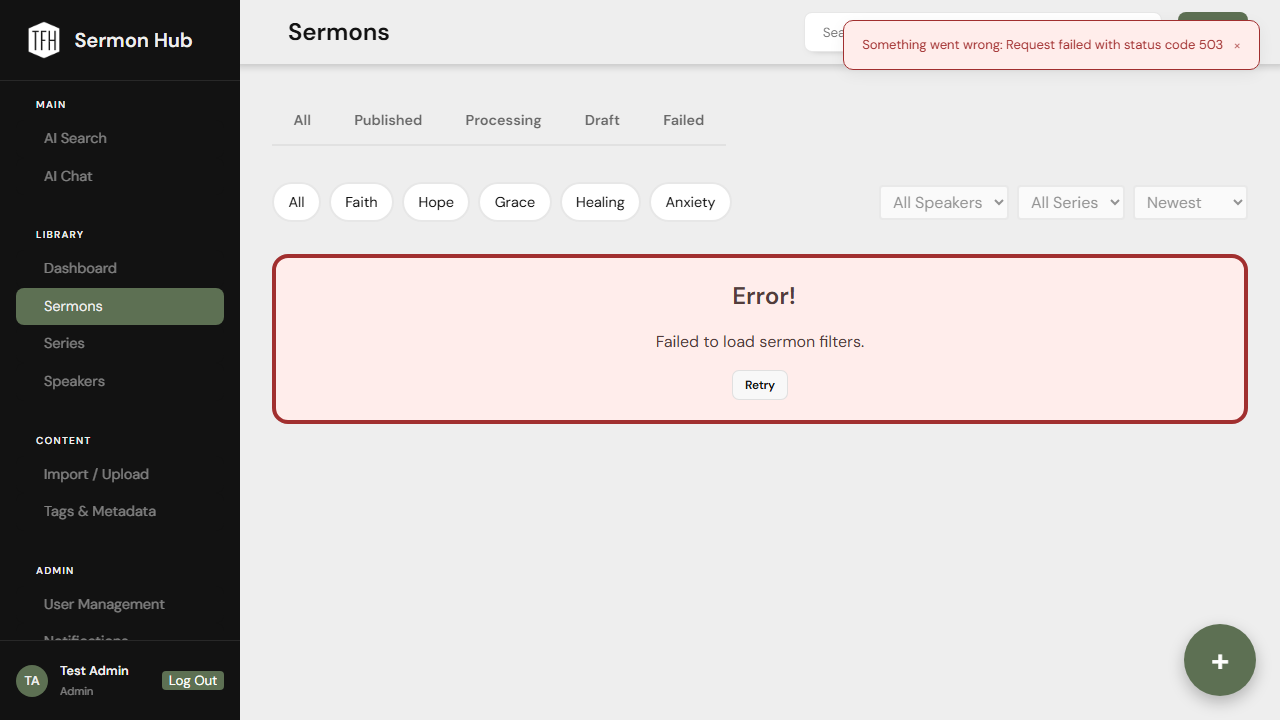 TFH Sermon Hub
MAIN
AI Search
AI Chat
LIBRARY
Dashboard
Sermons
Series
Speakers
CONTENT
Import / Upload
Tags & Metadata
ADMIN
User Management
Notifications
TA Test Admin
Admin
Log Out
Sermons
Something went wrong: Request failed with status code 503 ×
All Published Processing Draft Failed
All Faith Hope Grace Healing Anxiety All Speakers All Series Newest
Error!
Failed to load sermon filters.
Retry
+